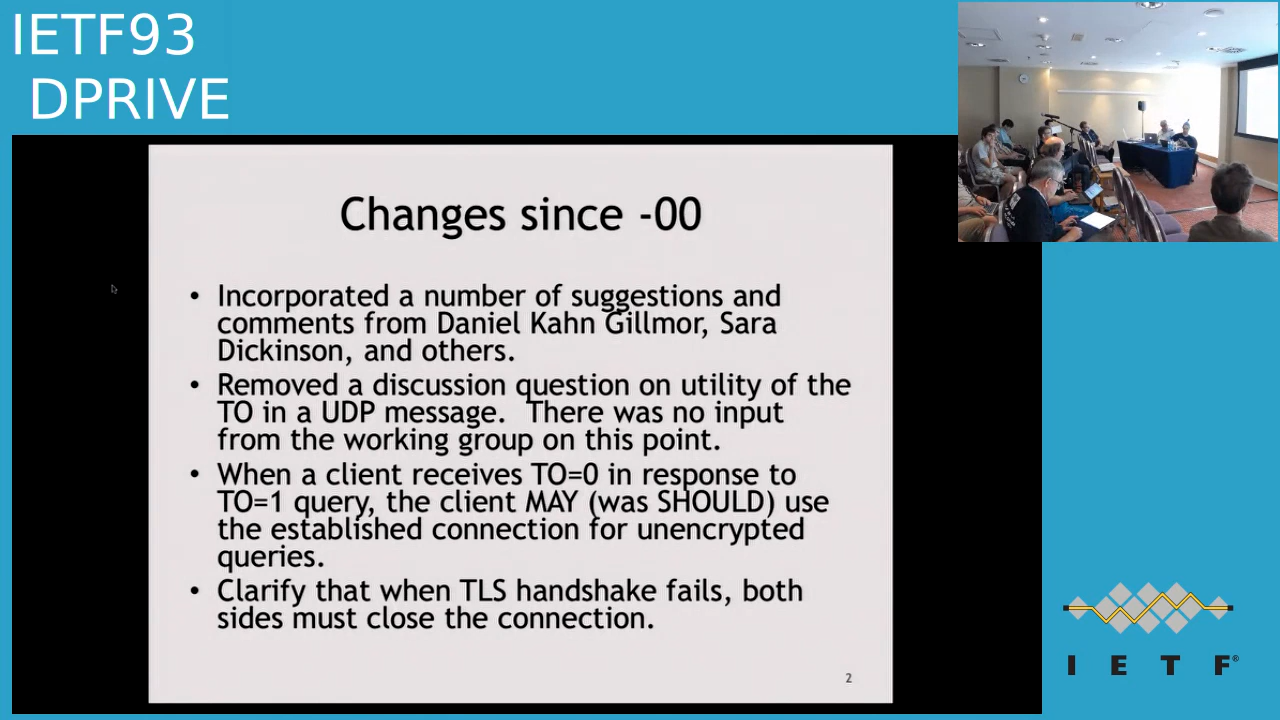 IETF93
DPRIVE
Changes since -00
• Incorporated a number of suggestions and
comments from Daniel Kahn Gillmor, Sara
Dickinson, and others.
• Removed a discussion question on utility of the
TO in a UDP message.  There was no input
from the working group on this point.
• When a client receives TO=0 in response to
TO=1 query, the client MAY (was SHOULD) use
the established connection for unencrypted
queries.
• Clarify that when TLS handshake fails, both
sides must close the connection.
2
I E T F®